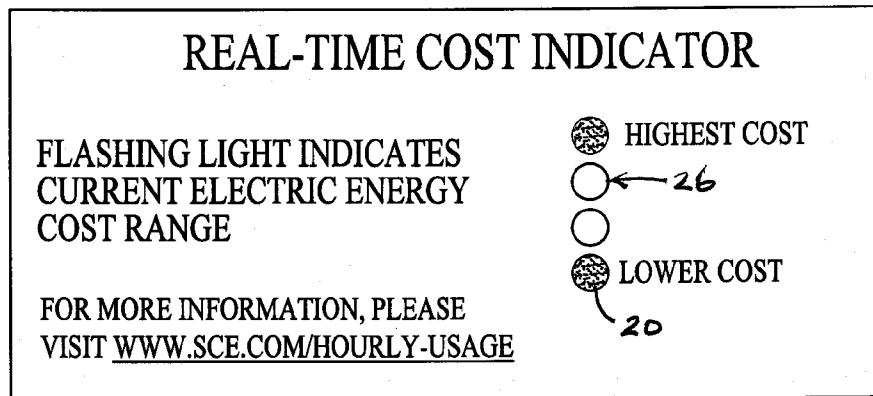 REAL-TIME COST INDICATOR
FLASHING LIGHT INDICATES
CURRENT ELECTRIC ENERGY
COST RANGE
HIGHEST COST
26
LOWER COST
20
FOR MORE INFORMATION, PLEASE
VISIT WWW.SCE.COM/HOURLY-USAGE